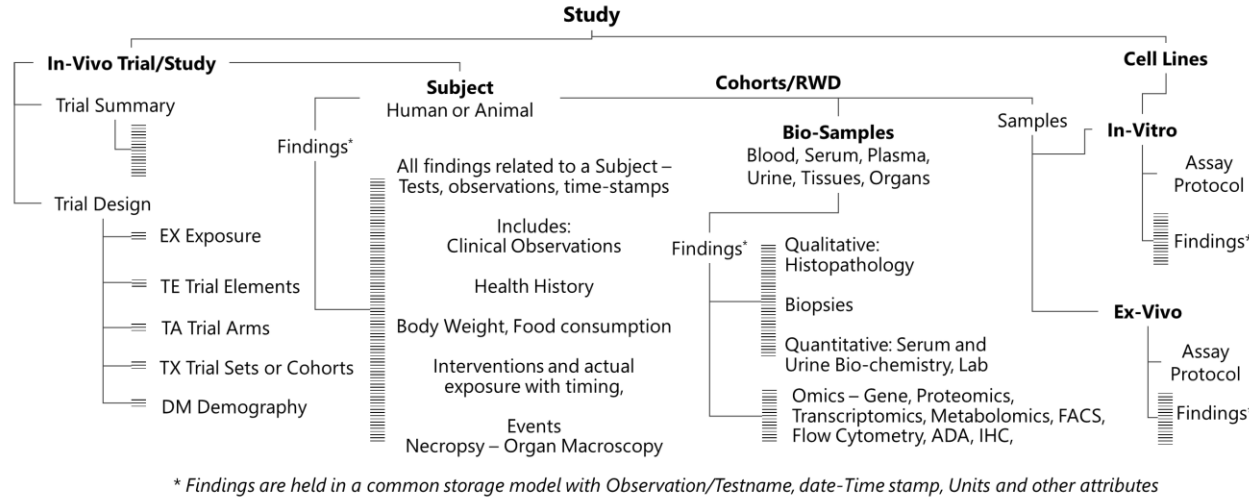 Study
In-Vivo Trial/Study
Trial Summary
Trial Design
EX Exposure
TE Trial Elements
TA Trial Arms
TX Trial Sets or Cohorts
DM Demography
Subject
Human or Animal
Findings*
All findings related to a Subject –
Tests, observations, time-stamps
Includes:
Clinical Observations
Health History
Body Weight, Food consumption
Interventions and actual
exposure with timing,
Events
Necropsy – Organ Macroscopy
Cohorts/RWD
Bio-Samples
Blood, Serum, Plasma,
Urine, Tissues, Organs
Findings*
Qualitative:
Histopathology
Biopsies
Quantitative: Serum and
Urine Bio-chemistry, Lab
Omics – Gene, Proteomics,
Transcriptomics, Metabolomics, FACS,
Flow Cytometry, ADA, IHC,
Samples
Cell Lines
In-Vitro
Assay
Protocol
Findings*
Ex-Vivo
Assay
Protocol
Findings*
* Findings are held in a common storage model with Observation/Testname, date-Time stamp, Units and other attributes